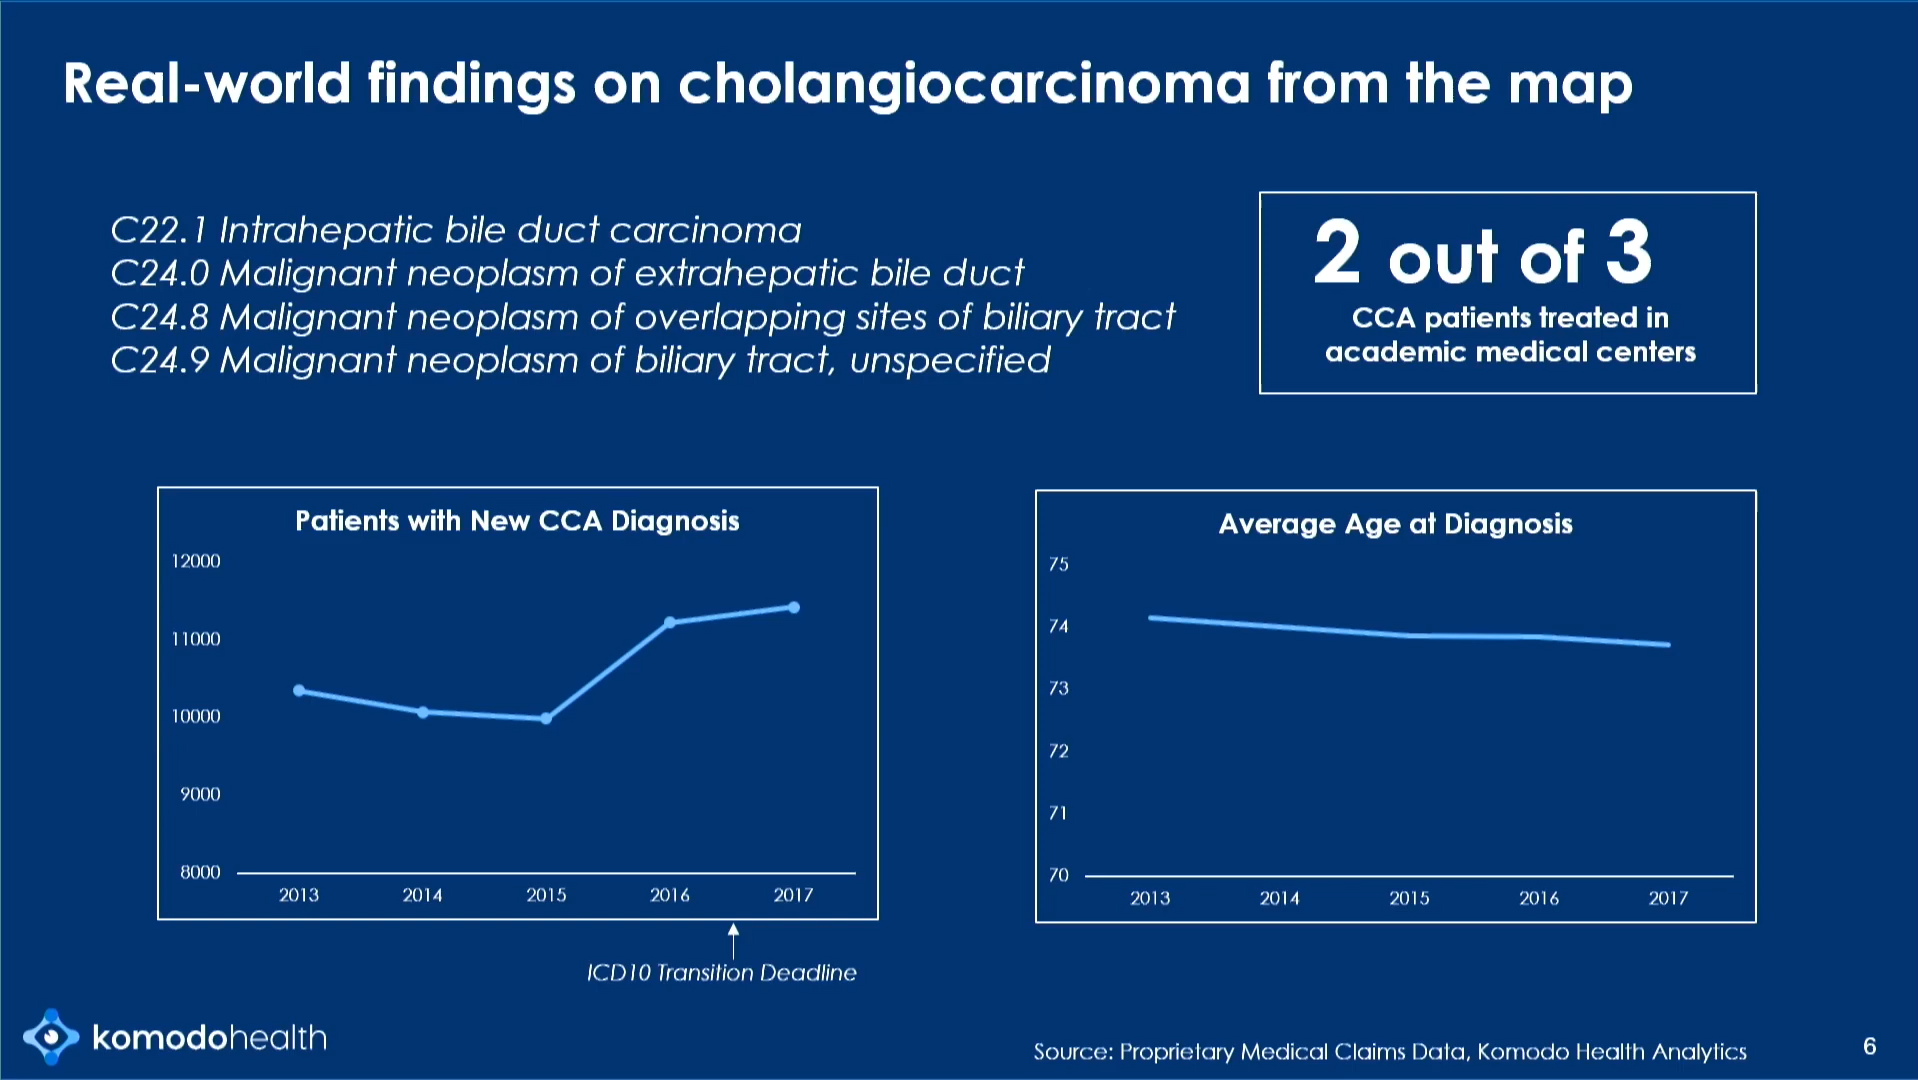 Real-world findings on cholangiocarcinoma from the map
C22.1 Intrahepatic bile duct carcinoma
C24.0 Malignant neoplasm of extrahepatic bile duct
C24.8 Malignant neoplasm of overlapping sites of biliary tract
C24.9 Malignant neoplasm of biliary tract, unspecified
2 out of 3
CCA patients treated in
academic medical centers
Patients with New CCA Diagnosis
12000
11000
10000
9000
8000
2013 2014 2015 2016 2017
ICD10 Transition Deadline
Average Age at Diagnosis
75
74
73
72
71
70
2013 2014 2015 2016 2017
komodohealth
Source: Proprietary Medical Claims Data, Komodo Health Analytics
6